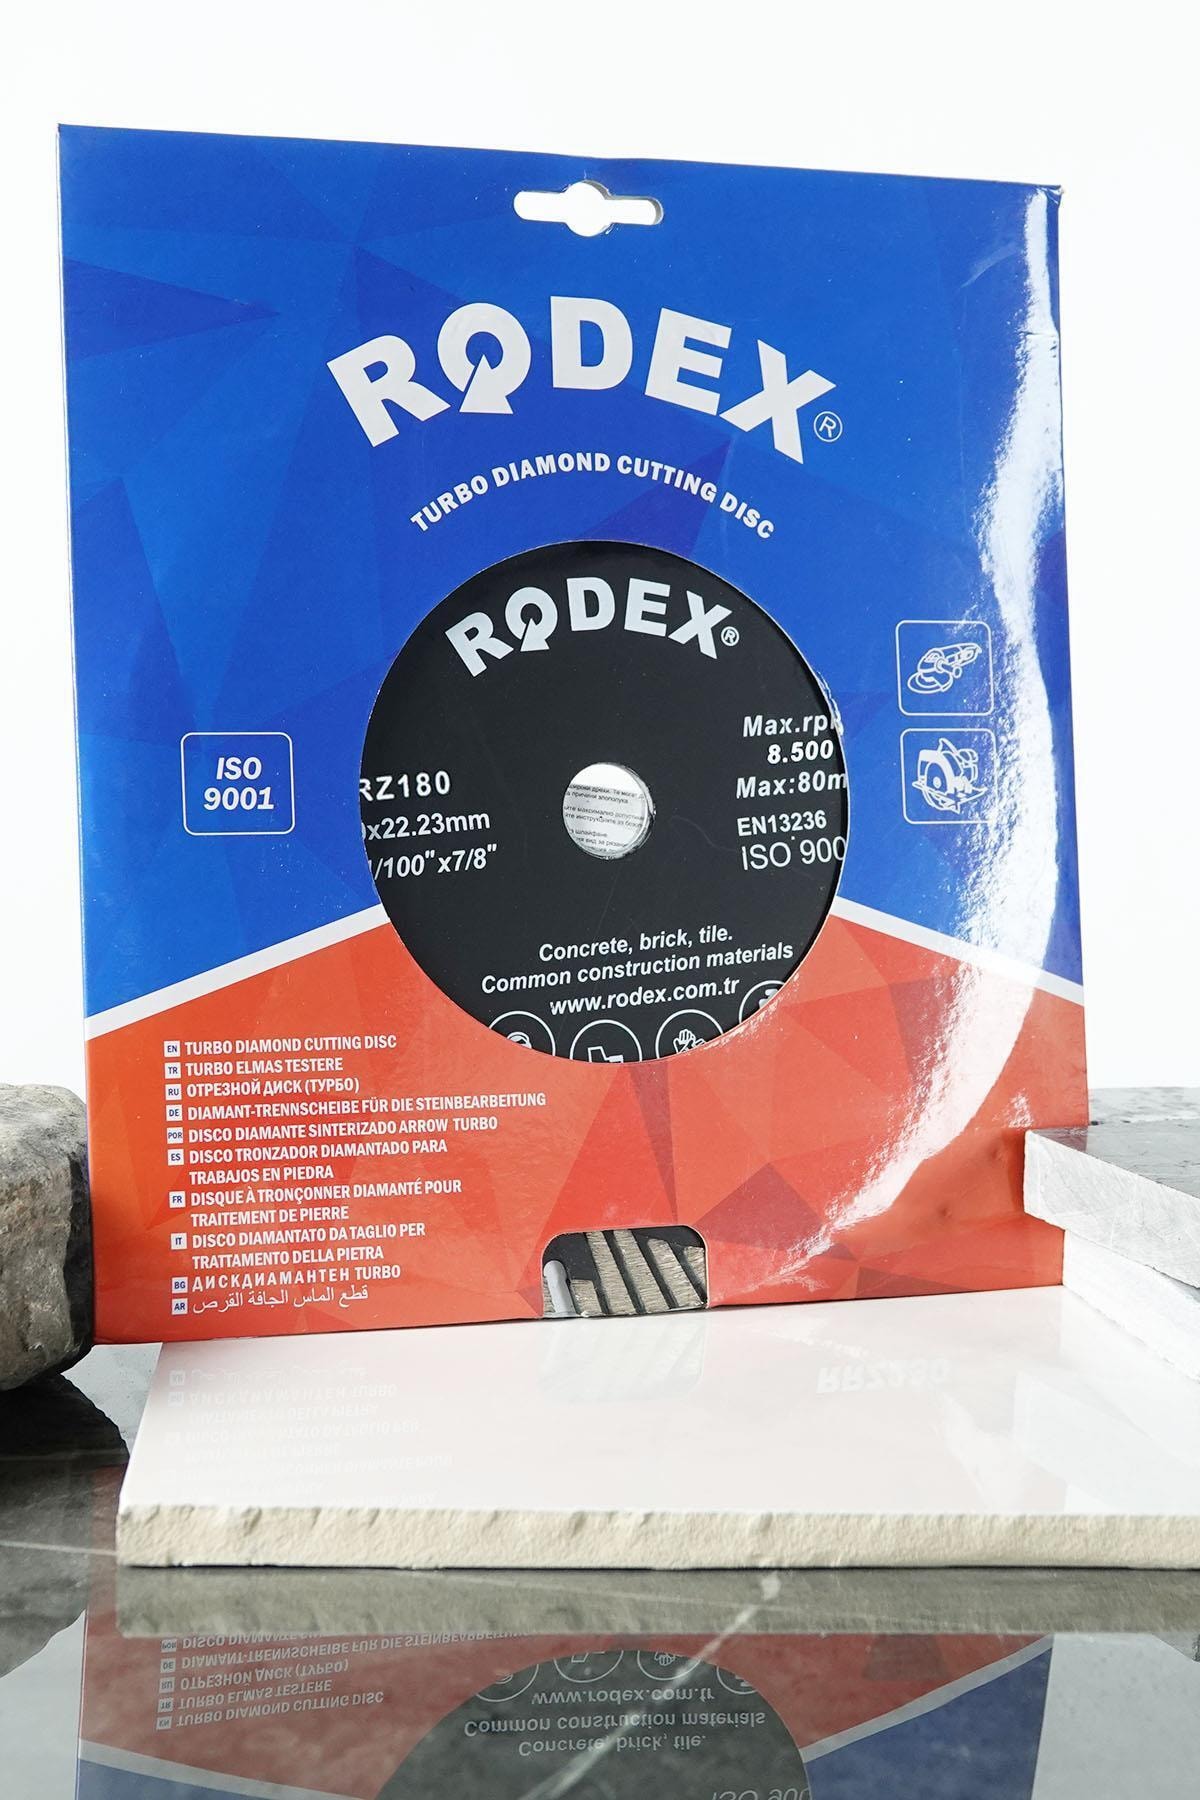 RODEX®
TURBO DIAMOND CUTTING DISC
RODEX®
RZ180
x22.23mm
/100"x7/8"
Max.rp
8.500
Max:80m
EN13236
ISO 900
ISO
9001
Concrete, brick, tile.
Common construction materials
www.rodex.com.tr
EN TURBO DIAMOND CUTTING DISC
TR TURBO ELMAS TESTERE
RU ОТРЕЗНОЙ ДИСК (ТУРБО)
DE DIAMANT-TRENNSCHEIBE FÜR DIE STEINBEARBEITUNG
POR DISCO DIAMANTE SINTERIZADO ARROW TURBO
ES DISCO TRONZADOR DIAMANTADO PARA
TRABAJOS EN PIEDRA
FR DISQUE À TRONÇONNER DIAMANTÉ POUR
TRAITEMENT DE PIERRE
IT DISCO DIAMANTATO DA TAGLIO PER
TRATTAMENTO DELLA PIETRA
BG ДИСКДИАМАНТЕН TURBO
AR قطع الماس الجافة القرص